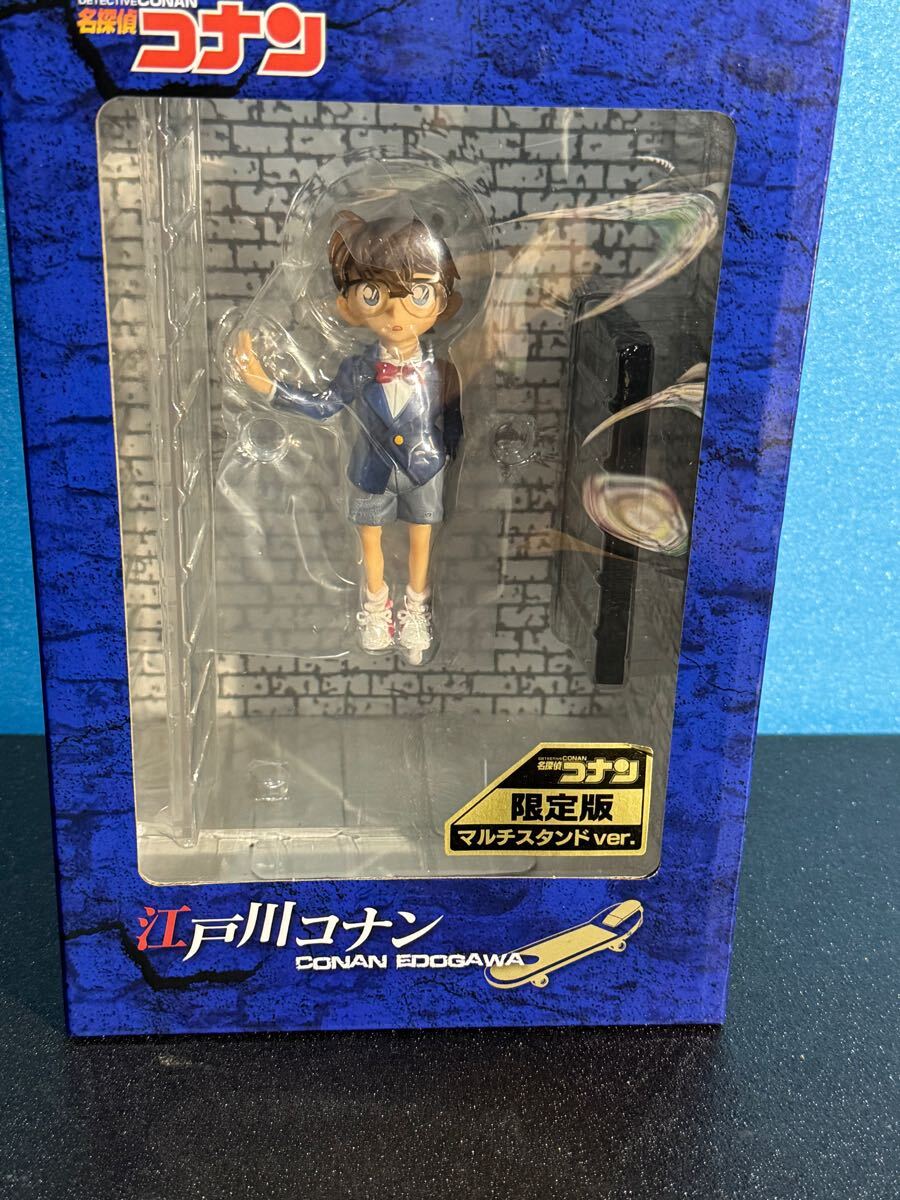 DETECTIVE CONAN
名探偵
コナン
DETECTIVE CONAN
名探偵コナン
限定版
マルチスタンドver.
江戸川コナン
CONAN EDOGAWA